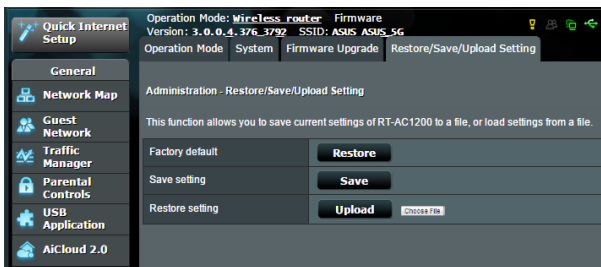 Quick Internet
Setup
General
Network Map
Guest
Network
Traffic
Manager
Parental
Controls
USB
Application
AiCloud 2.0
Operation Mode: Wireless router Firmware
Version: 3.0.0.4.376_3792 SSID: ASUS ASUS_5G
Operation Mode System Firmware Upgrade Restore/Save/Upload Setting
Administration - Restore/Save/Upload Setting
This function allows you to save current settings of RT-AC1200 to a file, or load settings from a file.
Factory default Restore
Save setting Save
Restore setting Upload Choose File